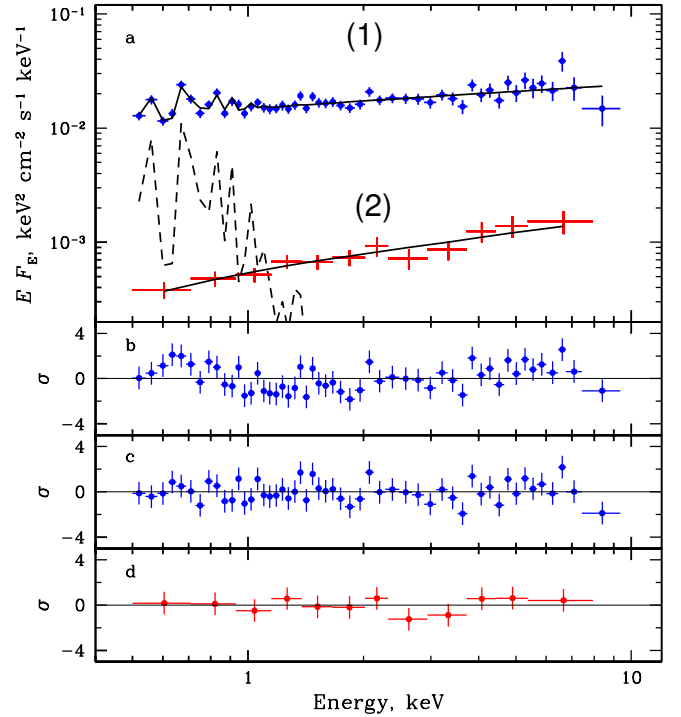 a
(1)
(2)
10⁻¹
10⁻²
10⁻³
E F_E, keV² cm⁻² s⁻¹ keV⁻¹
b
4
0
−4
σ
c
4
0
−4
d
4
0
−4
σ
1
10
Energy, keV